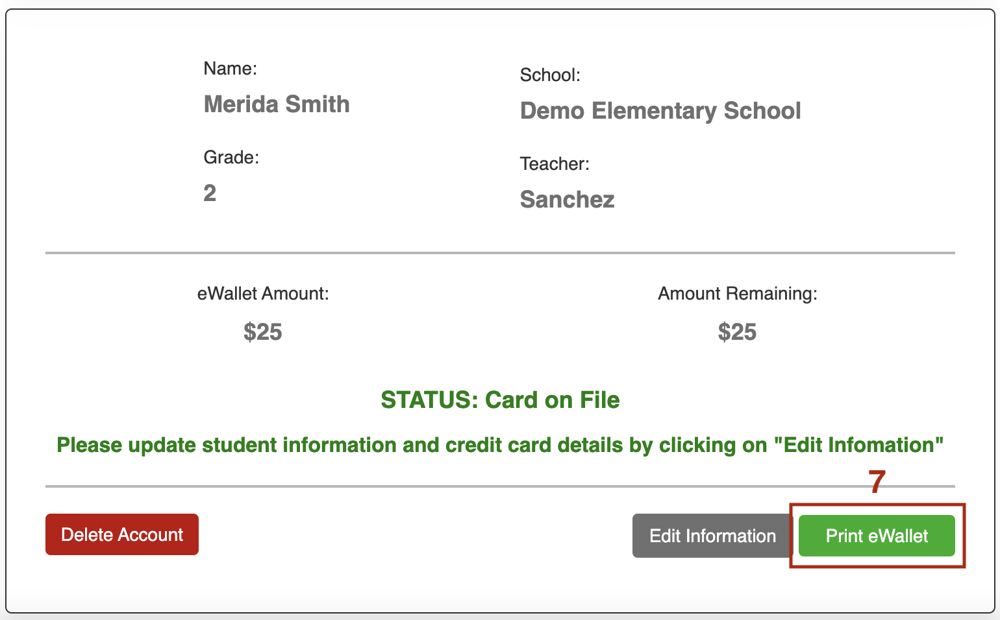 Name:
Merida Smith
School:
Demo Elementary School
Grade:
2
Teacher:
Sanchez
eWallet Amount:
$25
Amount Remaining:
$25
STATUS: Card on File
Please update student information and credit card details by clicking on "Edit Infomation"
7
Delete Account
Edit Information
Print eWallet